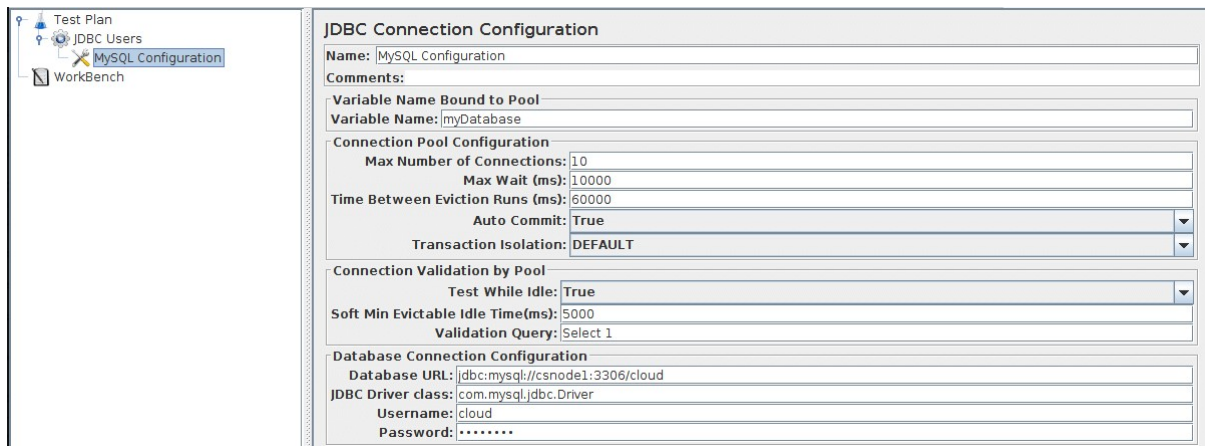 Test Plan
JDBC Users
MySQL Configuration
WorkBench
JDBC Connection Configuration
Name: MySQL Configuration
Comments:
Variable Name Bound to Pool
Variable Name: myDatabase
Connection Pool Configuration
Max Number of Connections: 10
Max Wait (ms): 10000
Time Between Eviction Runs (ms): 60000
Auto Commit: True
Transaction Isolation: DEFAULT
Connection Validation by Pool
Test While Idle: True
Soft Min Evictable Idle Time(ms): 5000
Validation Query: Select 1
Database Connection Configuration
Database URL: jdbc:mysql://csnode1:3306/cloud
JDBC Driver class: com.mysql.jdbc.Driver
Username: cloud
Password: ••••••••